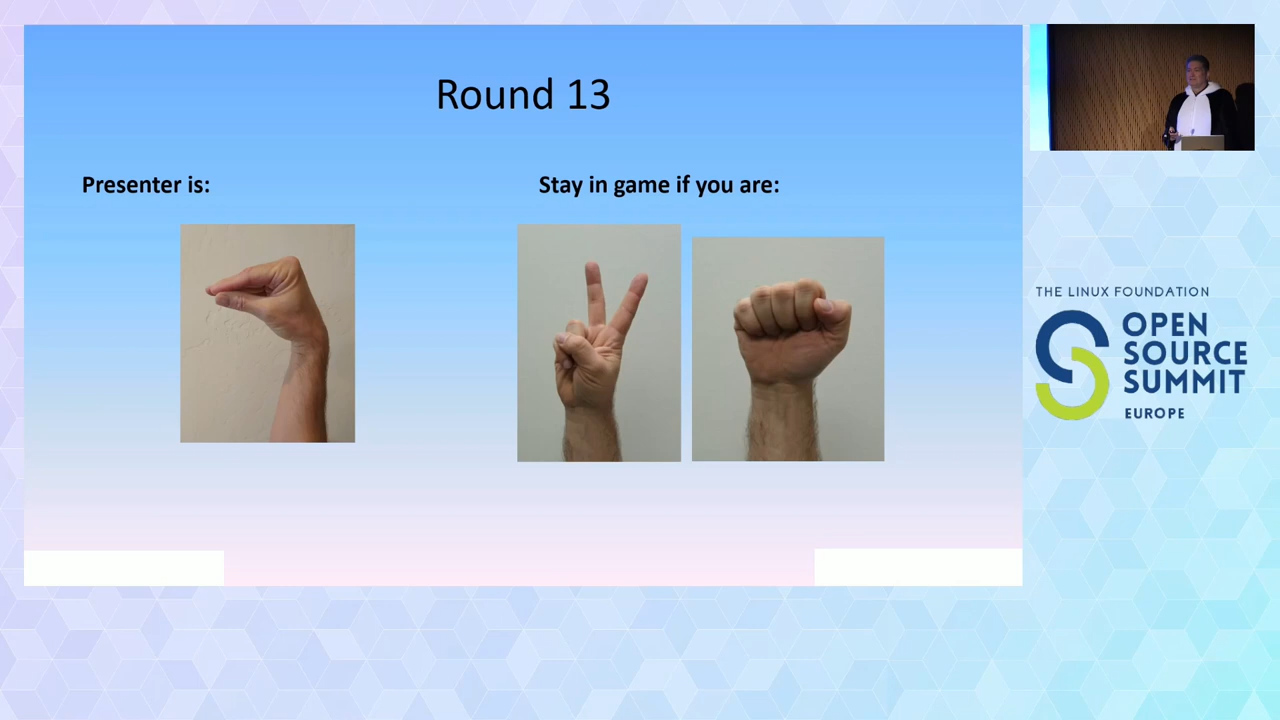 Round 13
Presenter is:
Stay in game if you are:
THE LINUX FOUNDATION
OPEN
SOURCE
SUMMIT
EUROPE